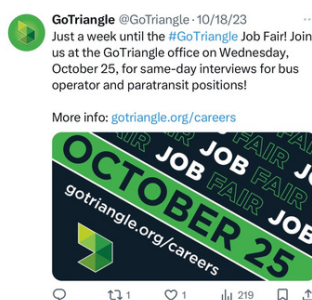 GoTriangle @GoTriangle · 10/18/23
Just a week until the #GoTriangle Job Fair! Join
us at the GoTriangle office on Wednesday,
October 25, for same-day interviews for bus
operator and paratransit positions!
More info: gotriangle.org/careers
JOB FAIR
JOB FAIR
JOB
OCTOBER 25
gotriangle.org/careers
1
1
219